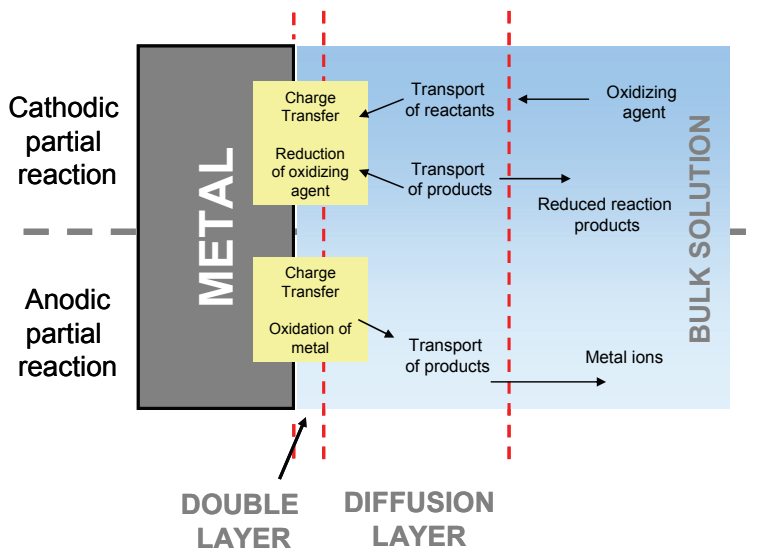 Cathodic
partial
reaction
Anodic
partial
reaction
METAL
Charge
Transfer
Reduction
of oxidizing
agent
Charge
Transfer
Oxidation of
metal
Transport
of reactants
Transport
of products
Transport
of products
Oxidizing
agent
Reduced reaction
products
Metal ions
BULK SOLUTION
DOUBLE
LAYER
DIFFUSION
LAYER